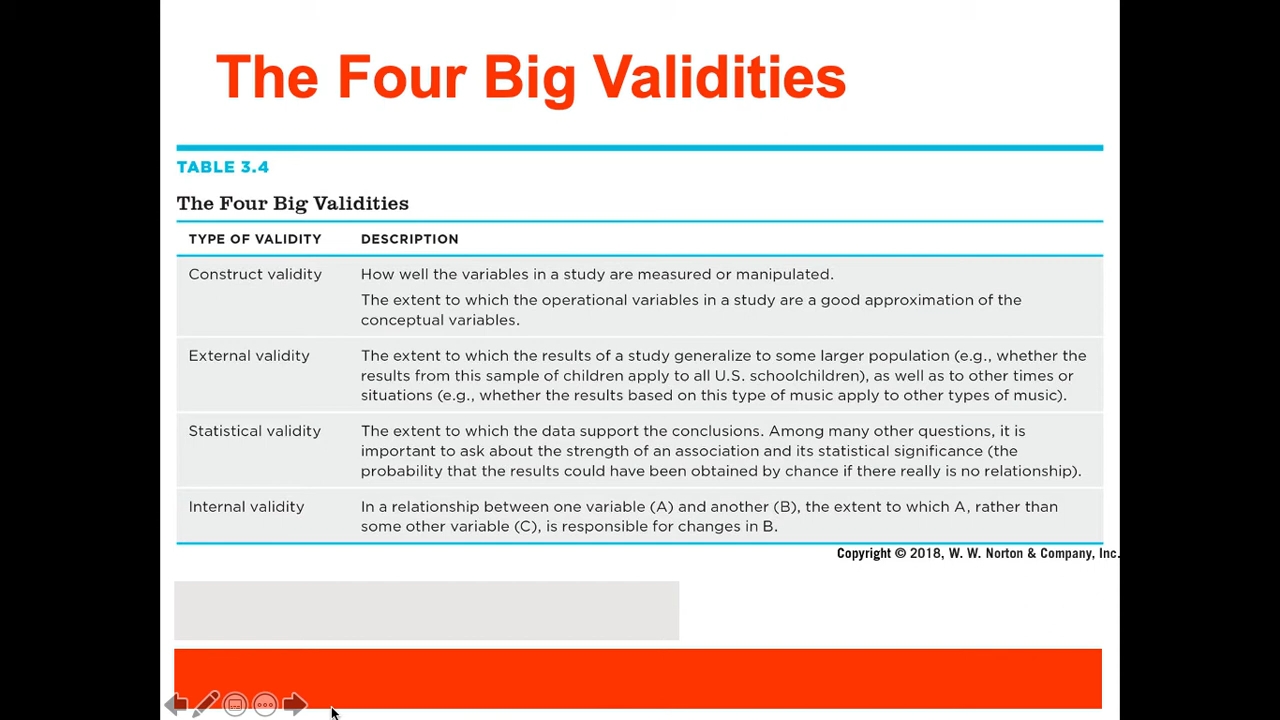 The Four Big Validities
TABLE 3.4
The Four Big Validities
TYPE OF VALIDITY DESCRIPTION
Construct validity How well the variables in a study are measured or manipulated.
The extent to which the operational variables in a study are a good approximation of the
conceptual variables.
External validity The extent to which the results of a study generalize to some larger population (e.g., whether the
results from this sample of children apply to all U.S. schoolchildren), as well as to other times or
situations (e.g., whether the results based on this type of music apply to other types of music).
Statistical validity The extent to which the data support the conclusions. Among many other questions, it is
important to ask about the strength of an association and its statistical significance (the
probability that the results could have been obtained by chance if there really is no relationship).
Internal validity In a relationship between one variable (A) and another (B), the extent to which A, rather than
some other variable (C), is responsible for changes in B.
Copyright © 2018, W. W. Norton & Company, Inc.